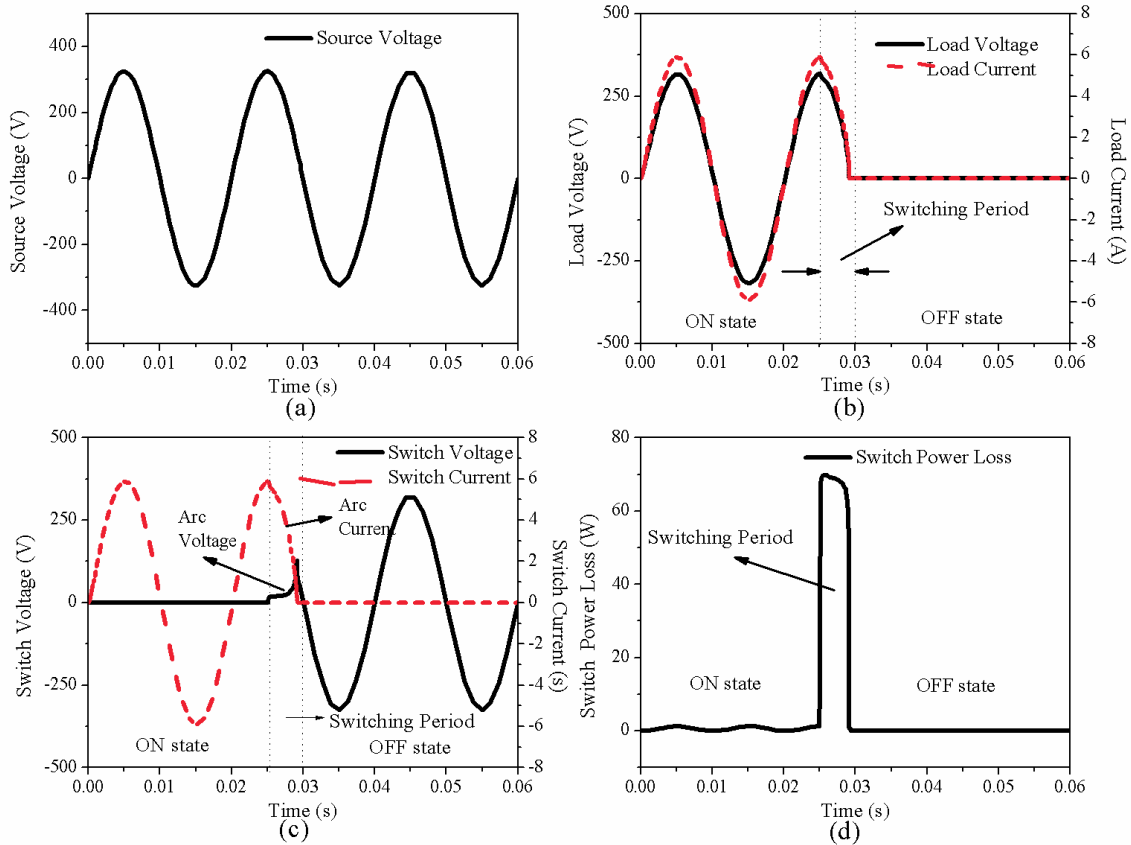 Source Voltage
400
200
0
-200
-400
Source Voltage (V)
0.00 0.01 0.02 0.03 0.04 0.05 0.06
Time (s)
(a)
Load Voltage
Load Current
500
250
0
-250
-500
Load Voltage (V)
8
6
4
2
0
-2
-4
-6
-8
Load Current (A)
Switching Period
ON state
OFF state
0.00 0.01 0.02 0.03 0.04 0.05 0.06
Time (s)
(b)
Switch Voltage
Switch Current
500
250
0
-250
-500
Switch Voltage (V)
8
6
4
2
0
-2
-4
-6
-8
Switch Current (s)
Arc
Voltage
Arc
Current
Switching Period
ON state
OFF state
0.00 0.01 0.02 0.03 0.04 0.05 0.06
Time (s)
(c)
Switch Power Loss
80
60
40
20
0
Switch Power Loss (W)
Switching Period
ON state
OFF state
0.00 0.01 0.02 0.03 0.04 0.05 0.06
Time (s)
(d)